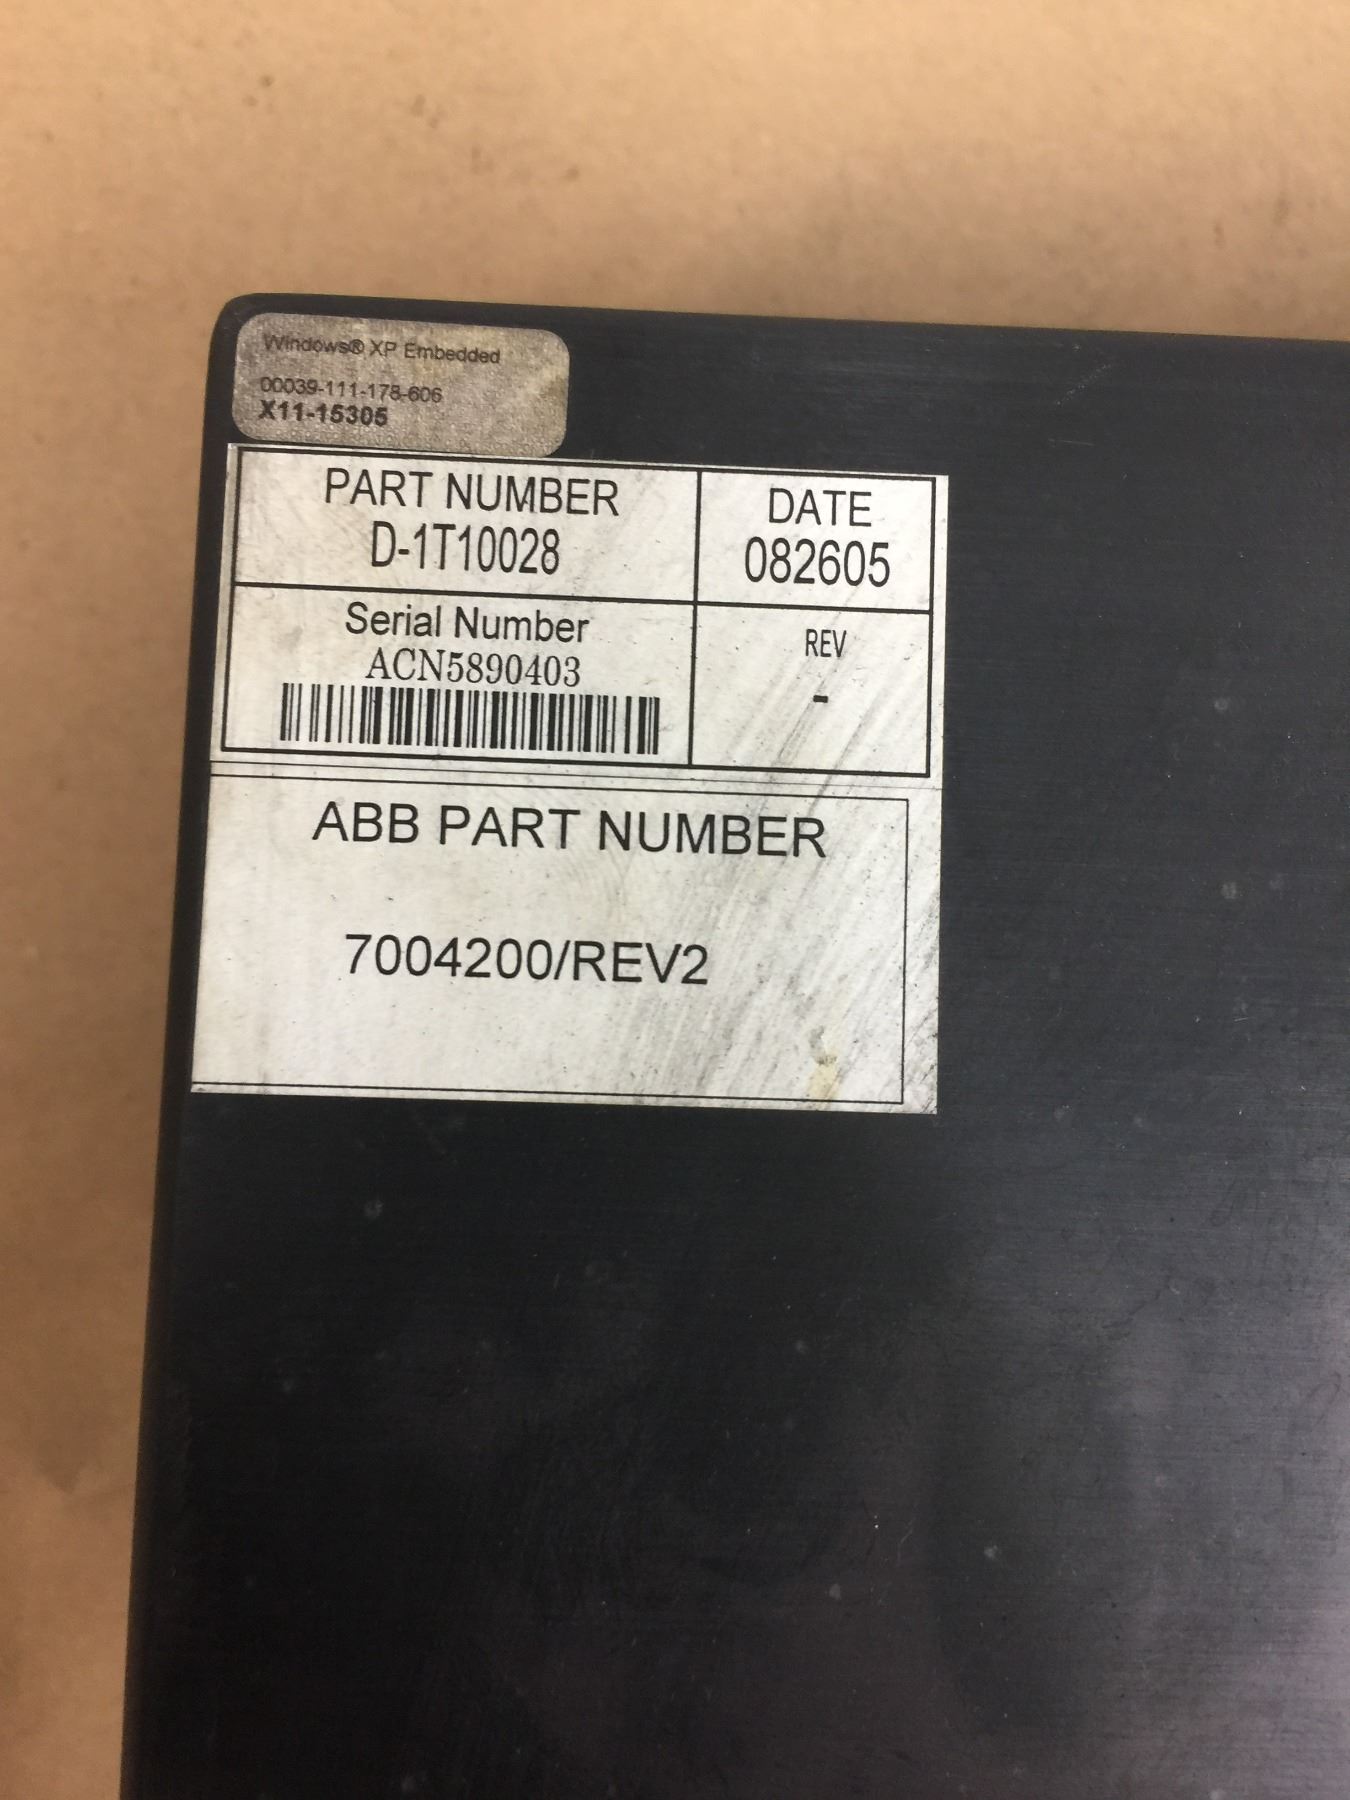 Windows® XP Embedded
00039-111-178-606
X11-15305
PART NUMBER
D-1T10028
DATE
082605
Serial Number
ACN5890403
REV
-
ABB PART NUMBER
7004200/REV2